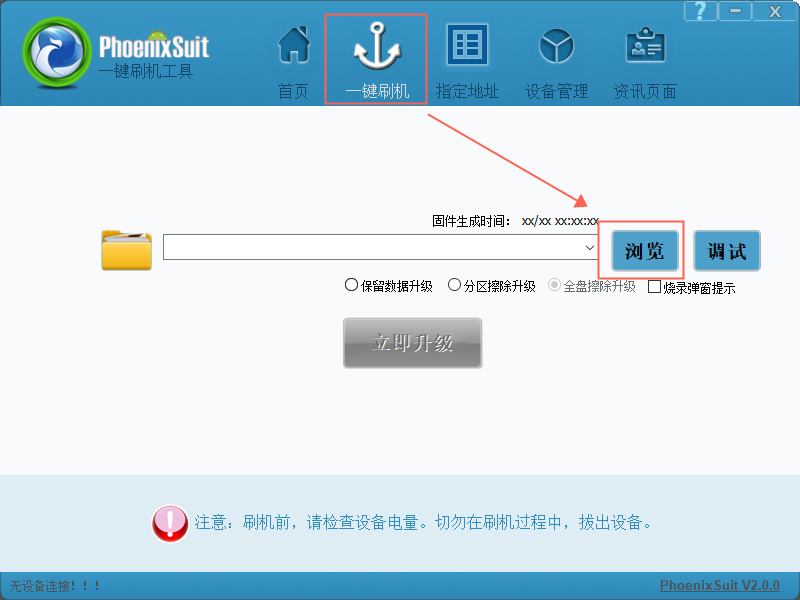 PhoenixSuit
一键刷机工具
首页
一键刷机
指定地址
设备管理
资讯页面
固件生成时间: xx/xx xx:xx:xx
浏览
调试
保留数据升级
分区擦除升级
全盘擦除升级
烧录弹窗提示
立即升级
注意：刷机前，请检查设备电量。切勿在刷机过程中，拔出设备。
无设备连接！！！
PhoenixSuit V2.0.0